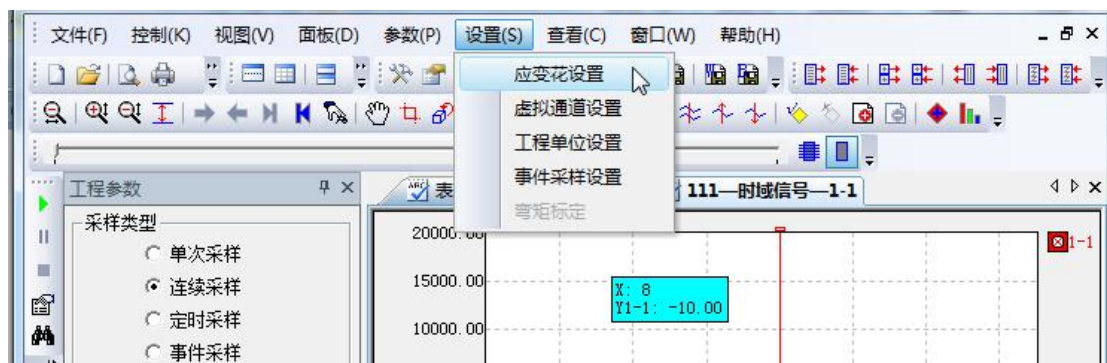 文件(F) 控制(K) 视图(V) 面板(D) 参数(P) 设置(S) 查看(C) 窗口(W) 帮助(H)
应变花设置
虚拟通道设置
工程单位设置
事件采样设置
弯矩标定
工程参数
表
111—时域信号—1-1
采样类型
单次采样
连续采样
定时采样
事件采样
20000.00
15000.00
10000.00
X: 8
Y1-1: -10.00
1-1